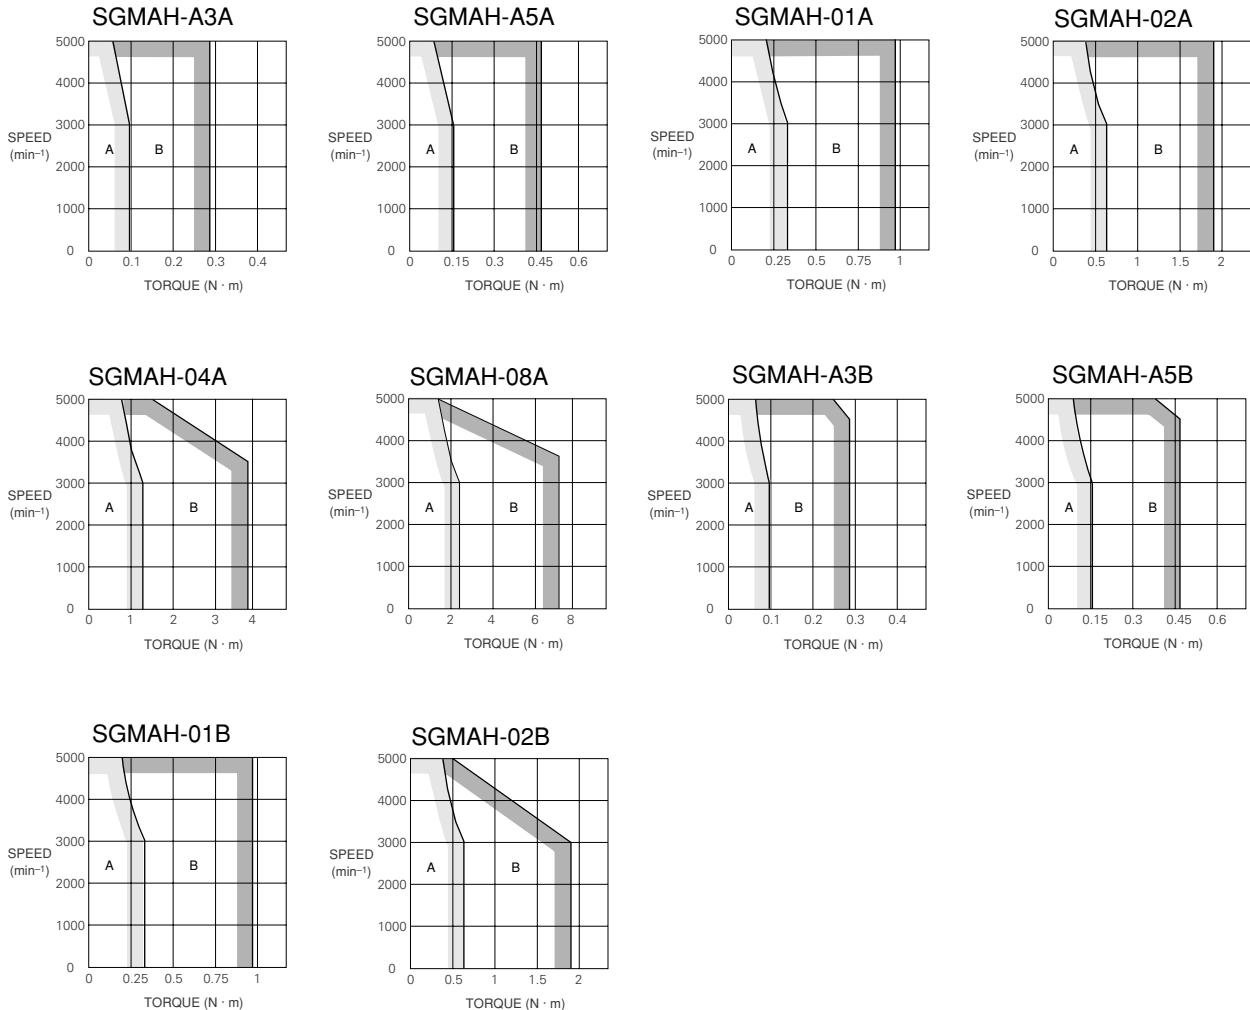 SGMAH-A3A
5000
4000
3000
SPEED
(min⁻¹)
2000
1000
0
A
B
0 0.1 0.2 0.3 0.4
TORQUE (N · m)
SGMAH-A5A
5000
4000
3000
SPEED
(min⁻¹)
2000
1000
0
A
B
0 0.15 0.3 0.45 0.6
TORQUE (N · m)
SGMAH-01A
5000
4000
3000
SPEED
(min⁻¹)
2000
1000
0
A
B
0 0.25 0.5 0.75 1
TORQUE (N · m)
SGMAH-02A
5000
4000
3000
SPEED
(min⁻¹)
2000
1000
0
A
B
0 0.5 1 1.5 2
TORQUE (N · m)
SGMAH-04A
5000
4000
3000
SPEED
(min⁻¹)
2000
1000
0
A
B
0 1 2 3 4
TORQUE (N · m)
SGMAH-08A
5000
4000
3000
SPEED
(min⁻¹)
2000
1000
0
A
B
0 2 4 6 8
TORQUE (N · m)
SGMAH-A3B
5000
4000
3000
SPEED
(min⁻¹)
2000
1000
0
A
B
0 0.1 0.2 0.3 0.4
TORQUE (N · m)
SGMAH-A5B
5000
4000
3000
SPEED
(min⁻¹)
2000
1000
0
A
B
0 0.15 0.3 0.45 0.6
TORQUE (N · m)
SGMAH-01B
5000
4000
3000
SPEED
(min⁻¹)
2000
1000
0
A
B
0 0.25 0.5 0.75 1
TORQUE (N · m)
SGMAH-02B
5000
4000
3000
SPEED
(min⁻¹)
2000
1000
0
A
B
0 0.5 1 1.5 2
TORQUE (N · m)